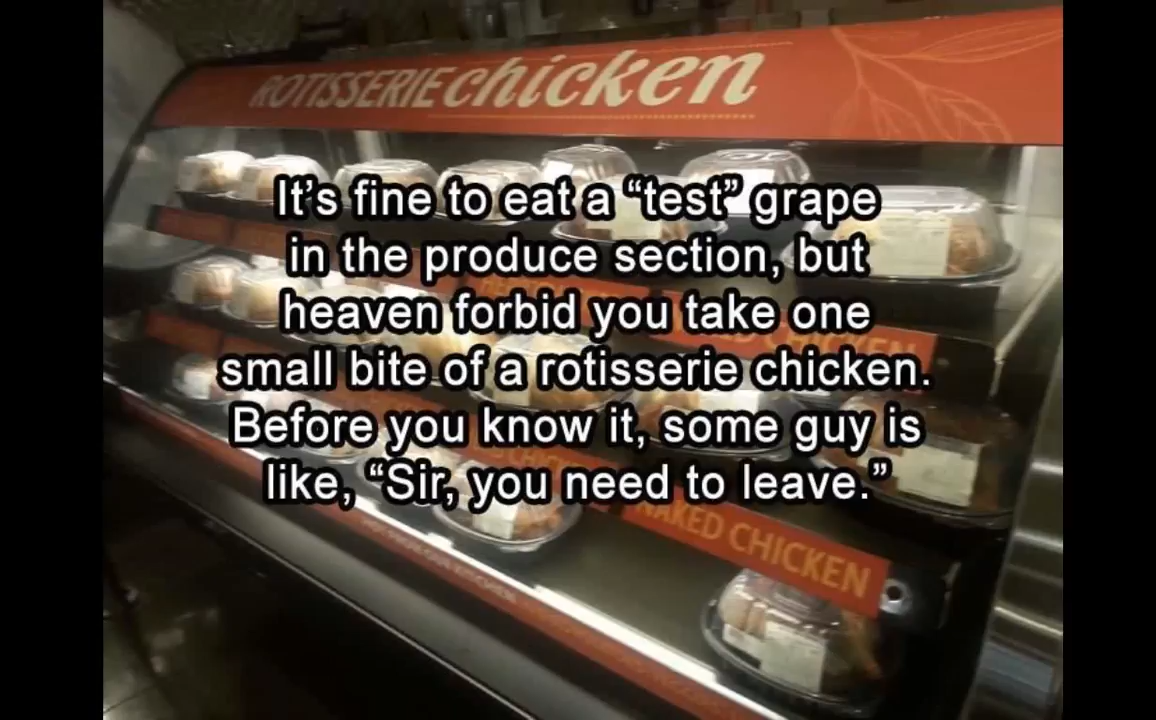 ROTISSERIE chicken
It's fine to eat a “test” grape
in the produce section, but
heaven forbid you take one
small bite of a rotisserie chicken.
Before you know it, some guy is
like, “Sir, you need to leave.”
NAKED CHICKEN